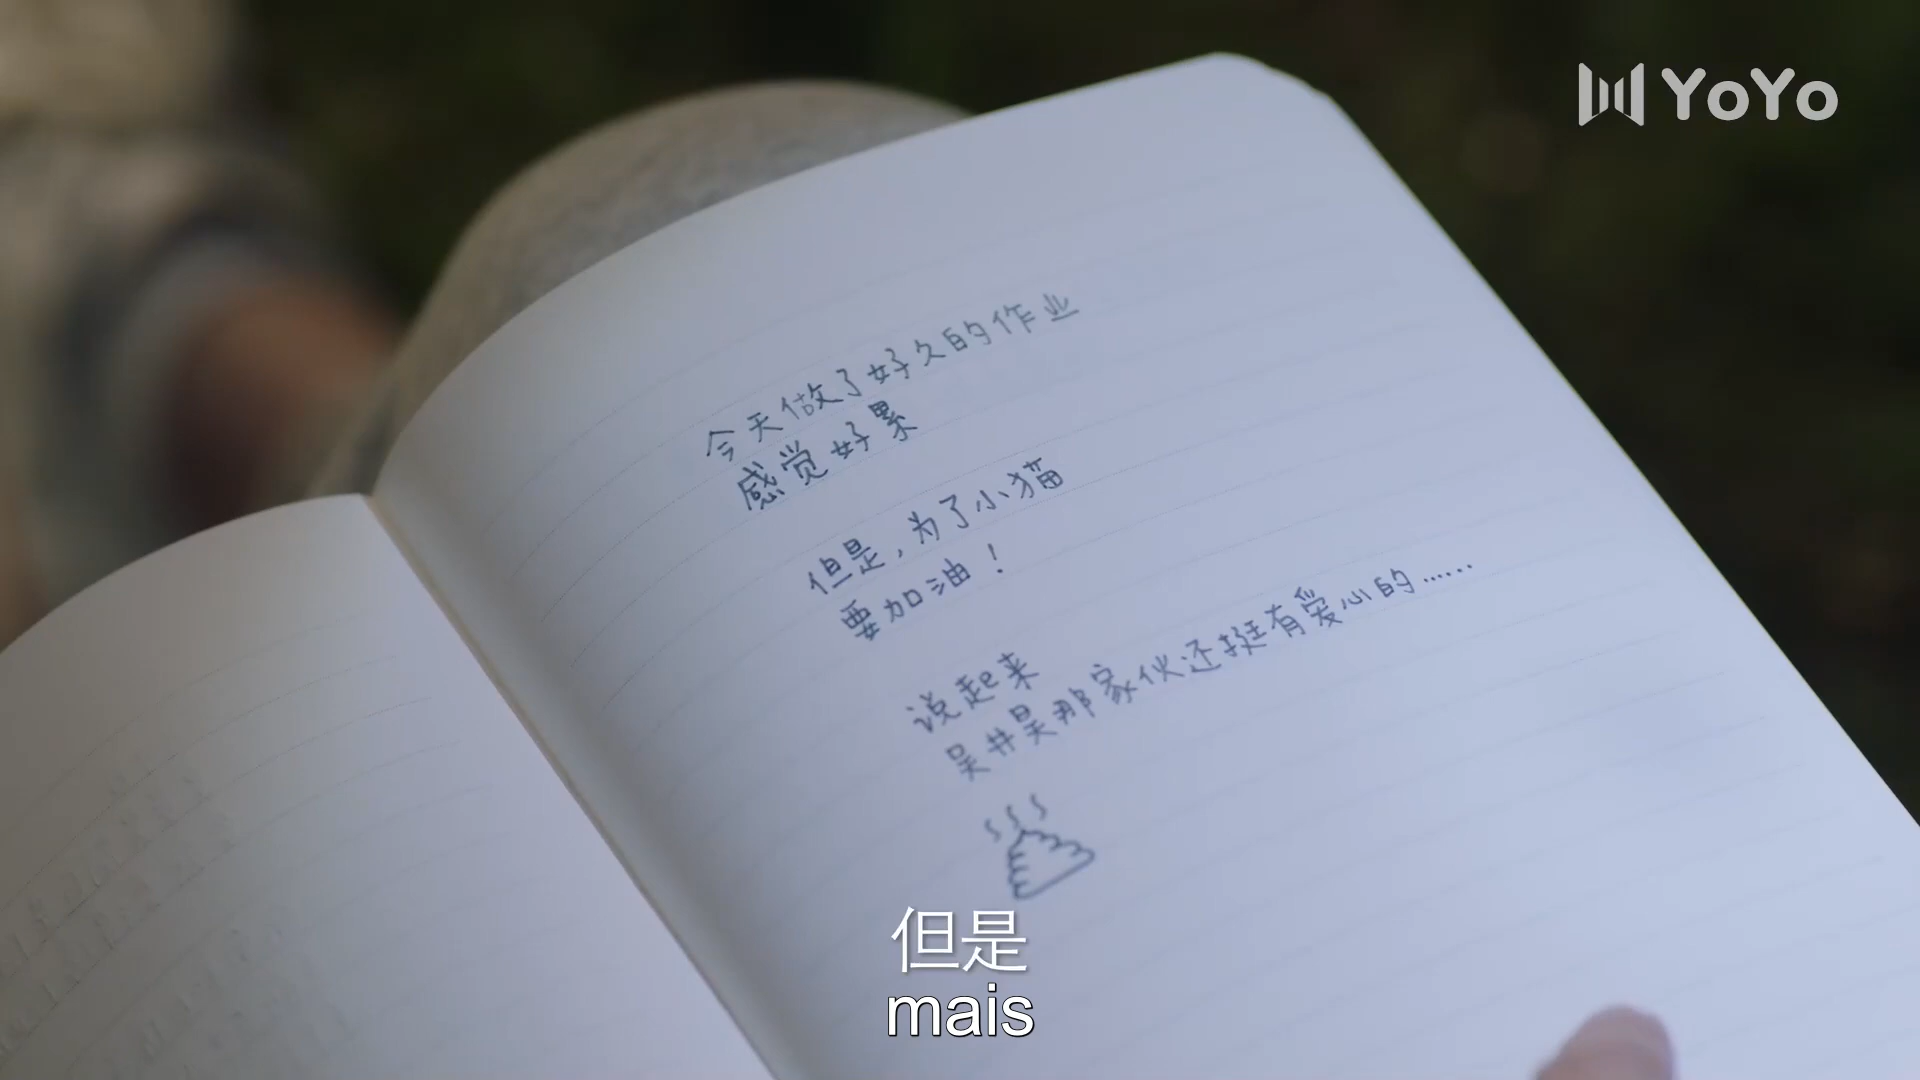 YoYo
今天做了好久的作业
感觉好累
但是，为了小猫
要加油！
说起来
吴井昊那家伙还挺有爱心的……
但是
mais